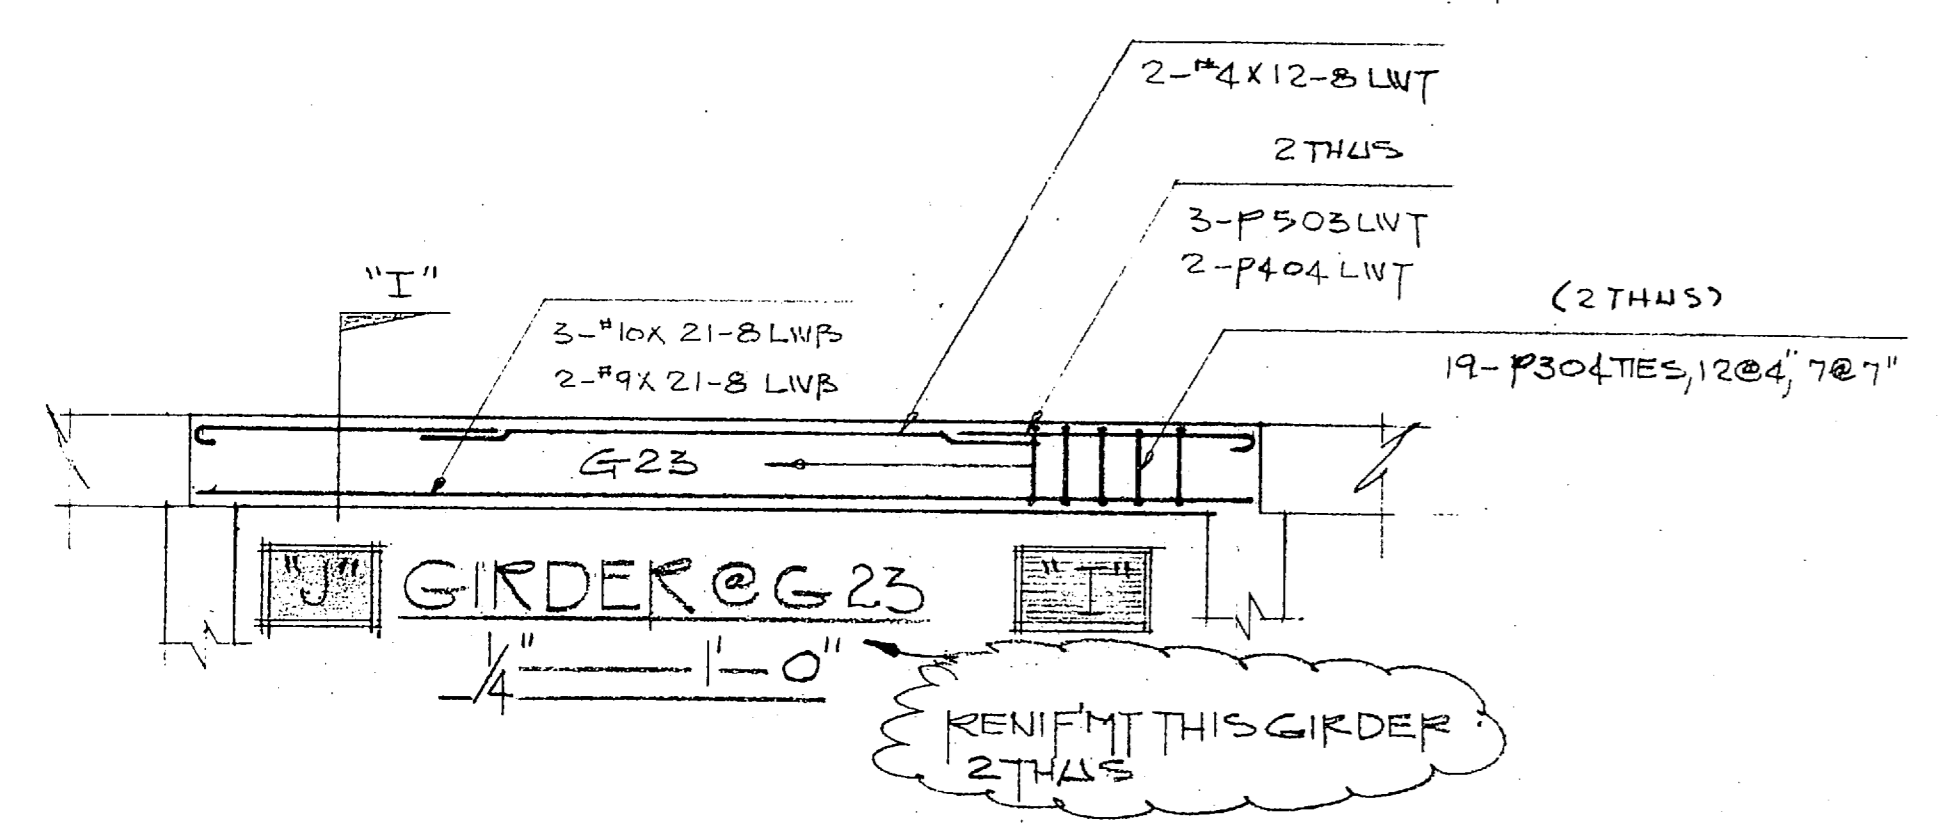 2-#4X12-8 LWT
2 THUS
3-P503 LWT
2-P404 LWT
(2 THUS)
19-P304 TIES, 12@4", 7@7"
"I"
3-#10X 21-8 LWB
2-#9X 21-8 LWB
G23
"J" GIRDER @ G23 "I"
1/4" 1'-0"
RENIF'MT THIS GIRDER
2 THUS